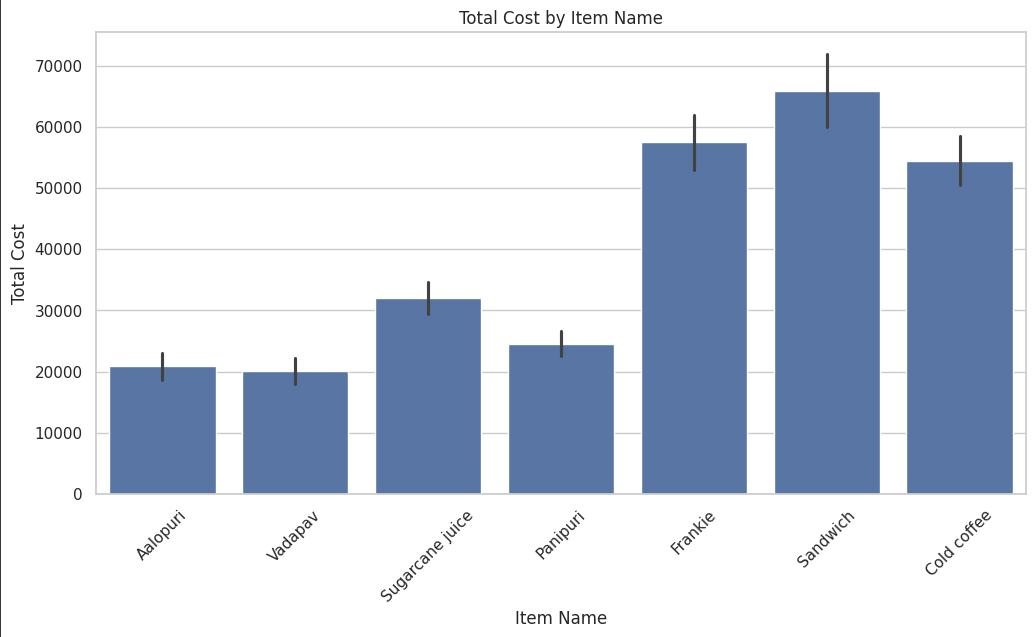 Total Cost by Item Name
Total Cost
70000
60000
50000
40000
30000
20000
10000
0
Aalopuri
Vadapav
Sugarcane juice
Panipuri
Frankie
Sandwich
Cold coffee
Item Name